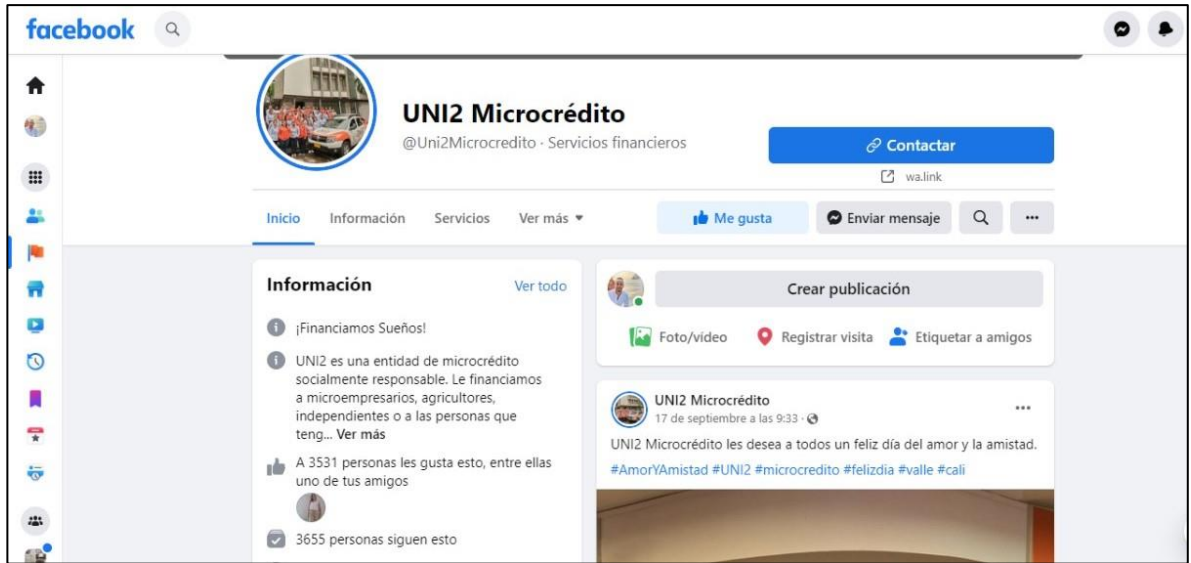 facebook
UNI2 Microcrédito
@Uni2Microcredito · Servicios financieros
Contactar
wa.link
Inicio Información Servicios Ver más
Me gusta Enviar mensaje
Información Ver todo
¡Financiamos Sueños!
UNI2 es una entidad de microcrédito
socialmente responsable. Le financiamos
a microempresarios, agricultores,
independientes o a las personas que
teng... Ver más
A 3531 personas les gusta esto, entre ellas
uno de tus amigos
3655 personas siguen esto
Crear publicación
Foto/vídeo Registrar visita Etiquetar a amigos
UNI2 Microcrédito
17 de septiembre a las 9:33 ·
UNI2 Microcrédito les desea a todos un feliz día del amor y la amistad.
#AmorYAmistad #UNI2 #microcredito #felizdia #valle #cali